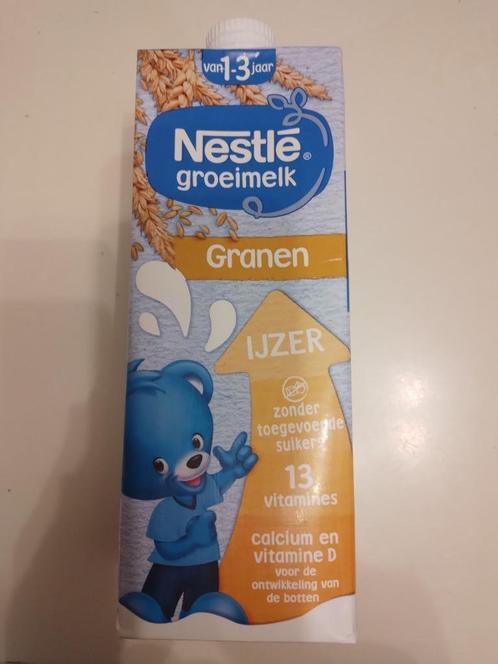 van 1-3 jaar
Nestlé®
groeimelk
Granen
IJZER
zonder
toegevoegde
suikers
13
vitamines
calcium en
vitamine D
voor de
ontwikkeling van
de botten